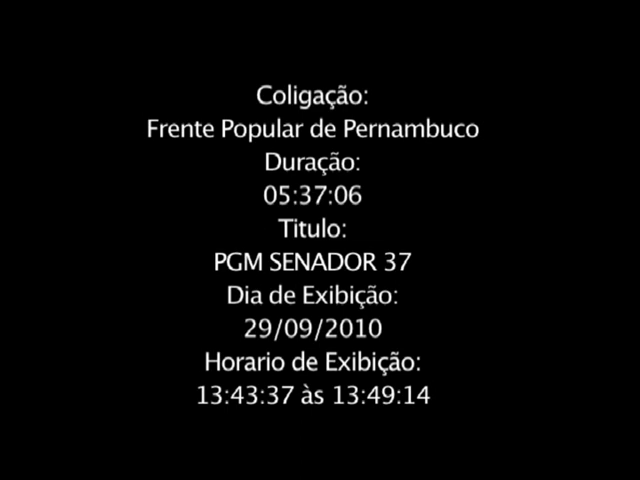 Coligação:
Frente Popular de Pernambuco
Duração:
05:37:06
Titulo:
PGM SENADOR 37
Dia de Exibição:
29/09/2010
Horario de Exibição:
13:43:37 às 13:49:14